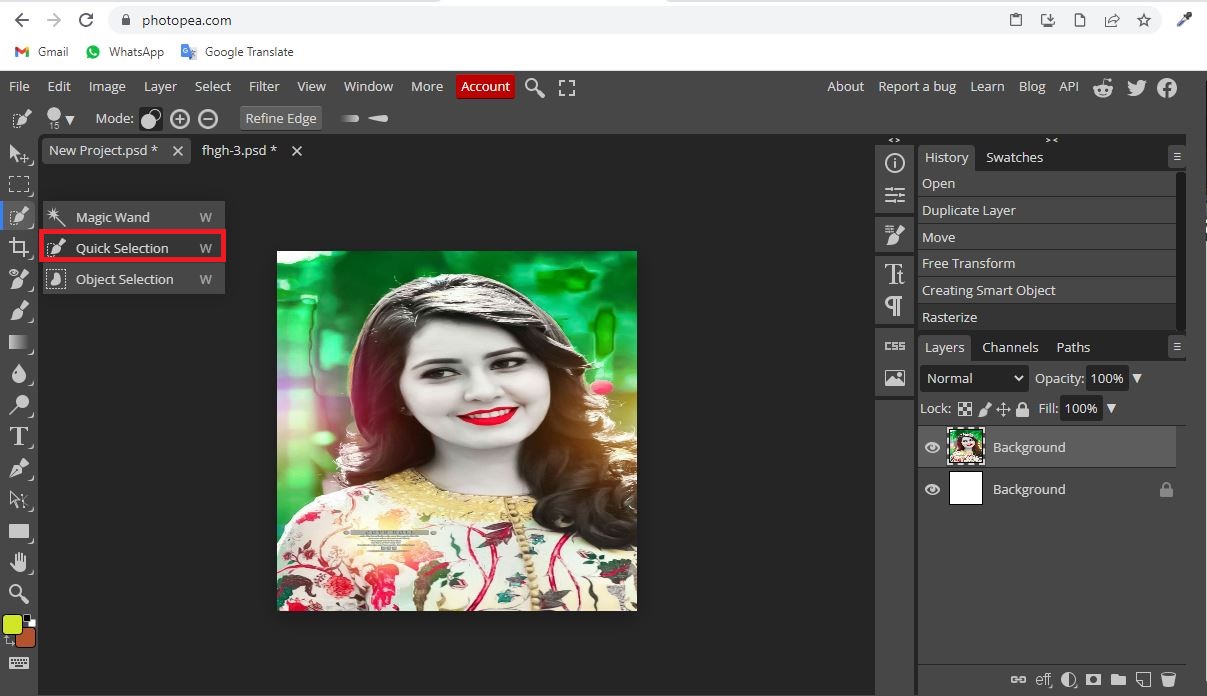 photopea.com
Gmail WhatsApp Google Translate
File Edit Image Layer Select Filter View Window More Account About Report a bug Learn Blog API
15 Mode: Refine Edge
New Project.psd * fhgh-3.psd *
History Swatches
Open
Duplicate Layer
Move
Free Transform
Creating Smart Object
Rasterize
Magic Wand W
Quick Selection W
Object Selection W
CSS
Layers Channels Paths
Normal Opacity: 100%
Lock: Fill: 100%
Background
Background
T
Tt
eff